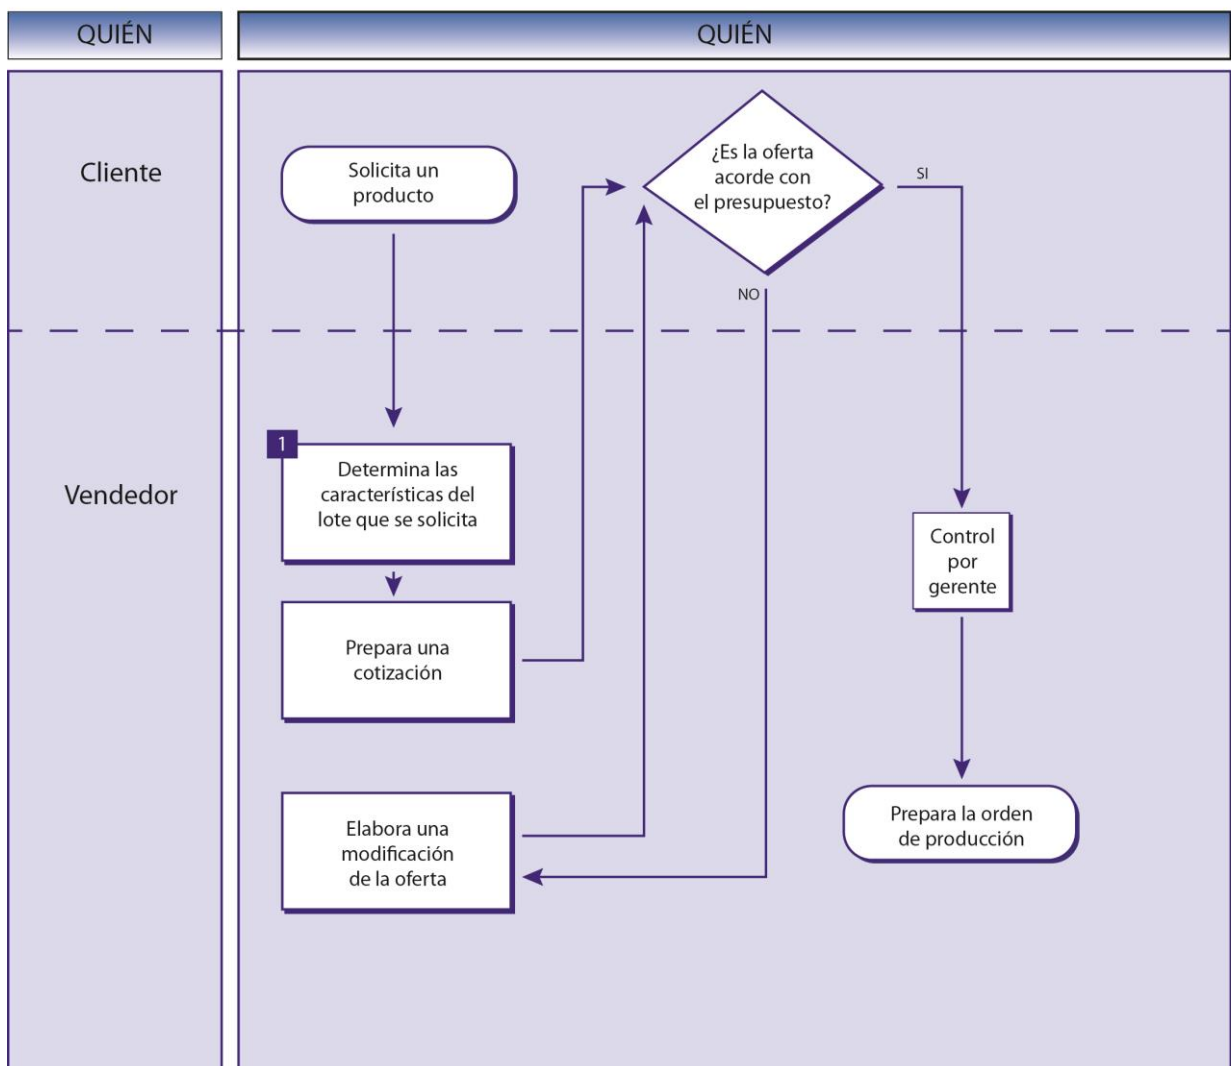 QUIÉN
QUIÉN
Cliente
Solicita un
producto
¿Es la oferta
acorde con
el presupuesto?
SI
NO
Vendedor
1
Determina las
característícas del
lote que se solicita
Prepara una
cotización
Elabora una
modificación
de la oferta
Control
por
gerente
Prepara la orden
de producción